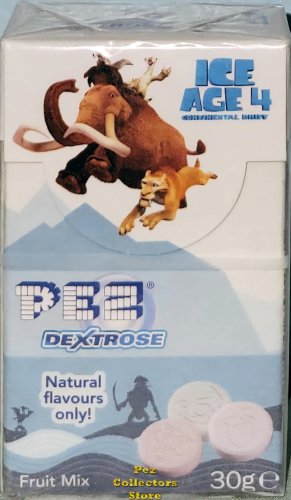 ICE
AGE 4
CONTINENTAL DRIFT
PEZ®
DEXTROSE
Natural
flavours
only!
Fruit Mix
30g e
Pez
Collectors
Store